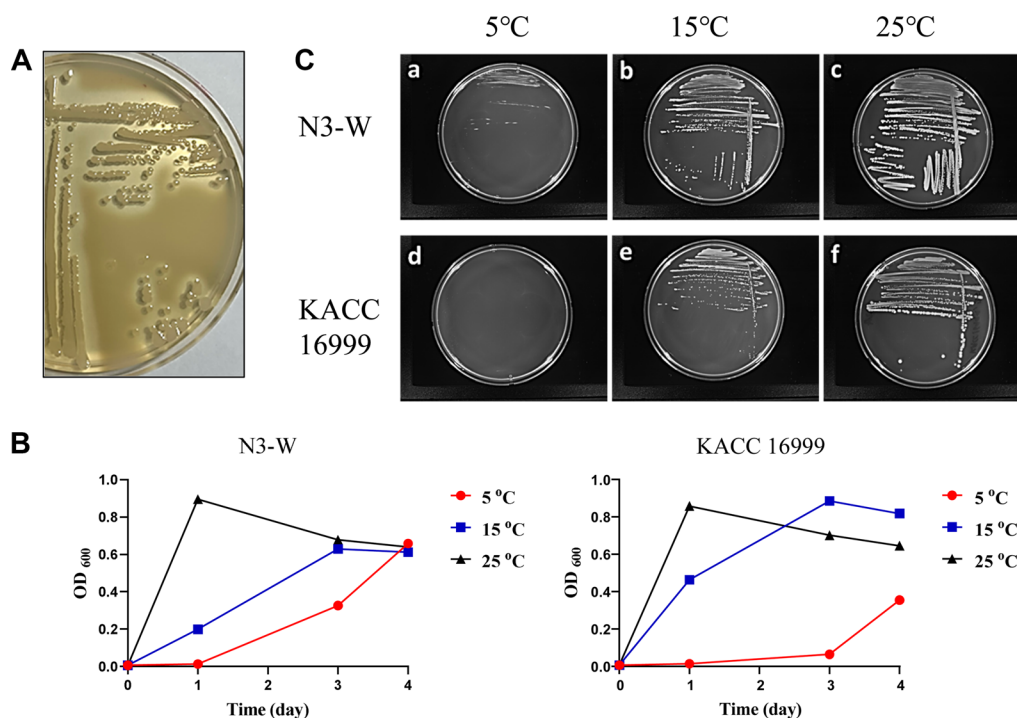 A
C
5°C
15°C
25°C
N3-W
a
b
c
KACC
16999
d
e
f
B
N3-W
OD 600
1.0
0.8
0.6
0.4
0.2
0.0
0
1
2
3
4
Time (day)
5 °C
15 °C
25 °C
KACC 16999
OD 600
1.0
0.8
0.6
0.4
0.2
0.0
0
1
2
3
4
Time (day)
5 °C
15 °C
25 °C